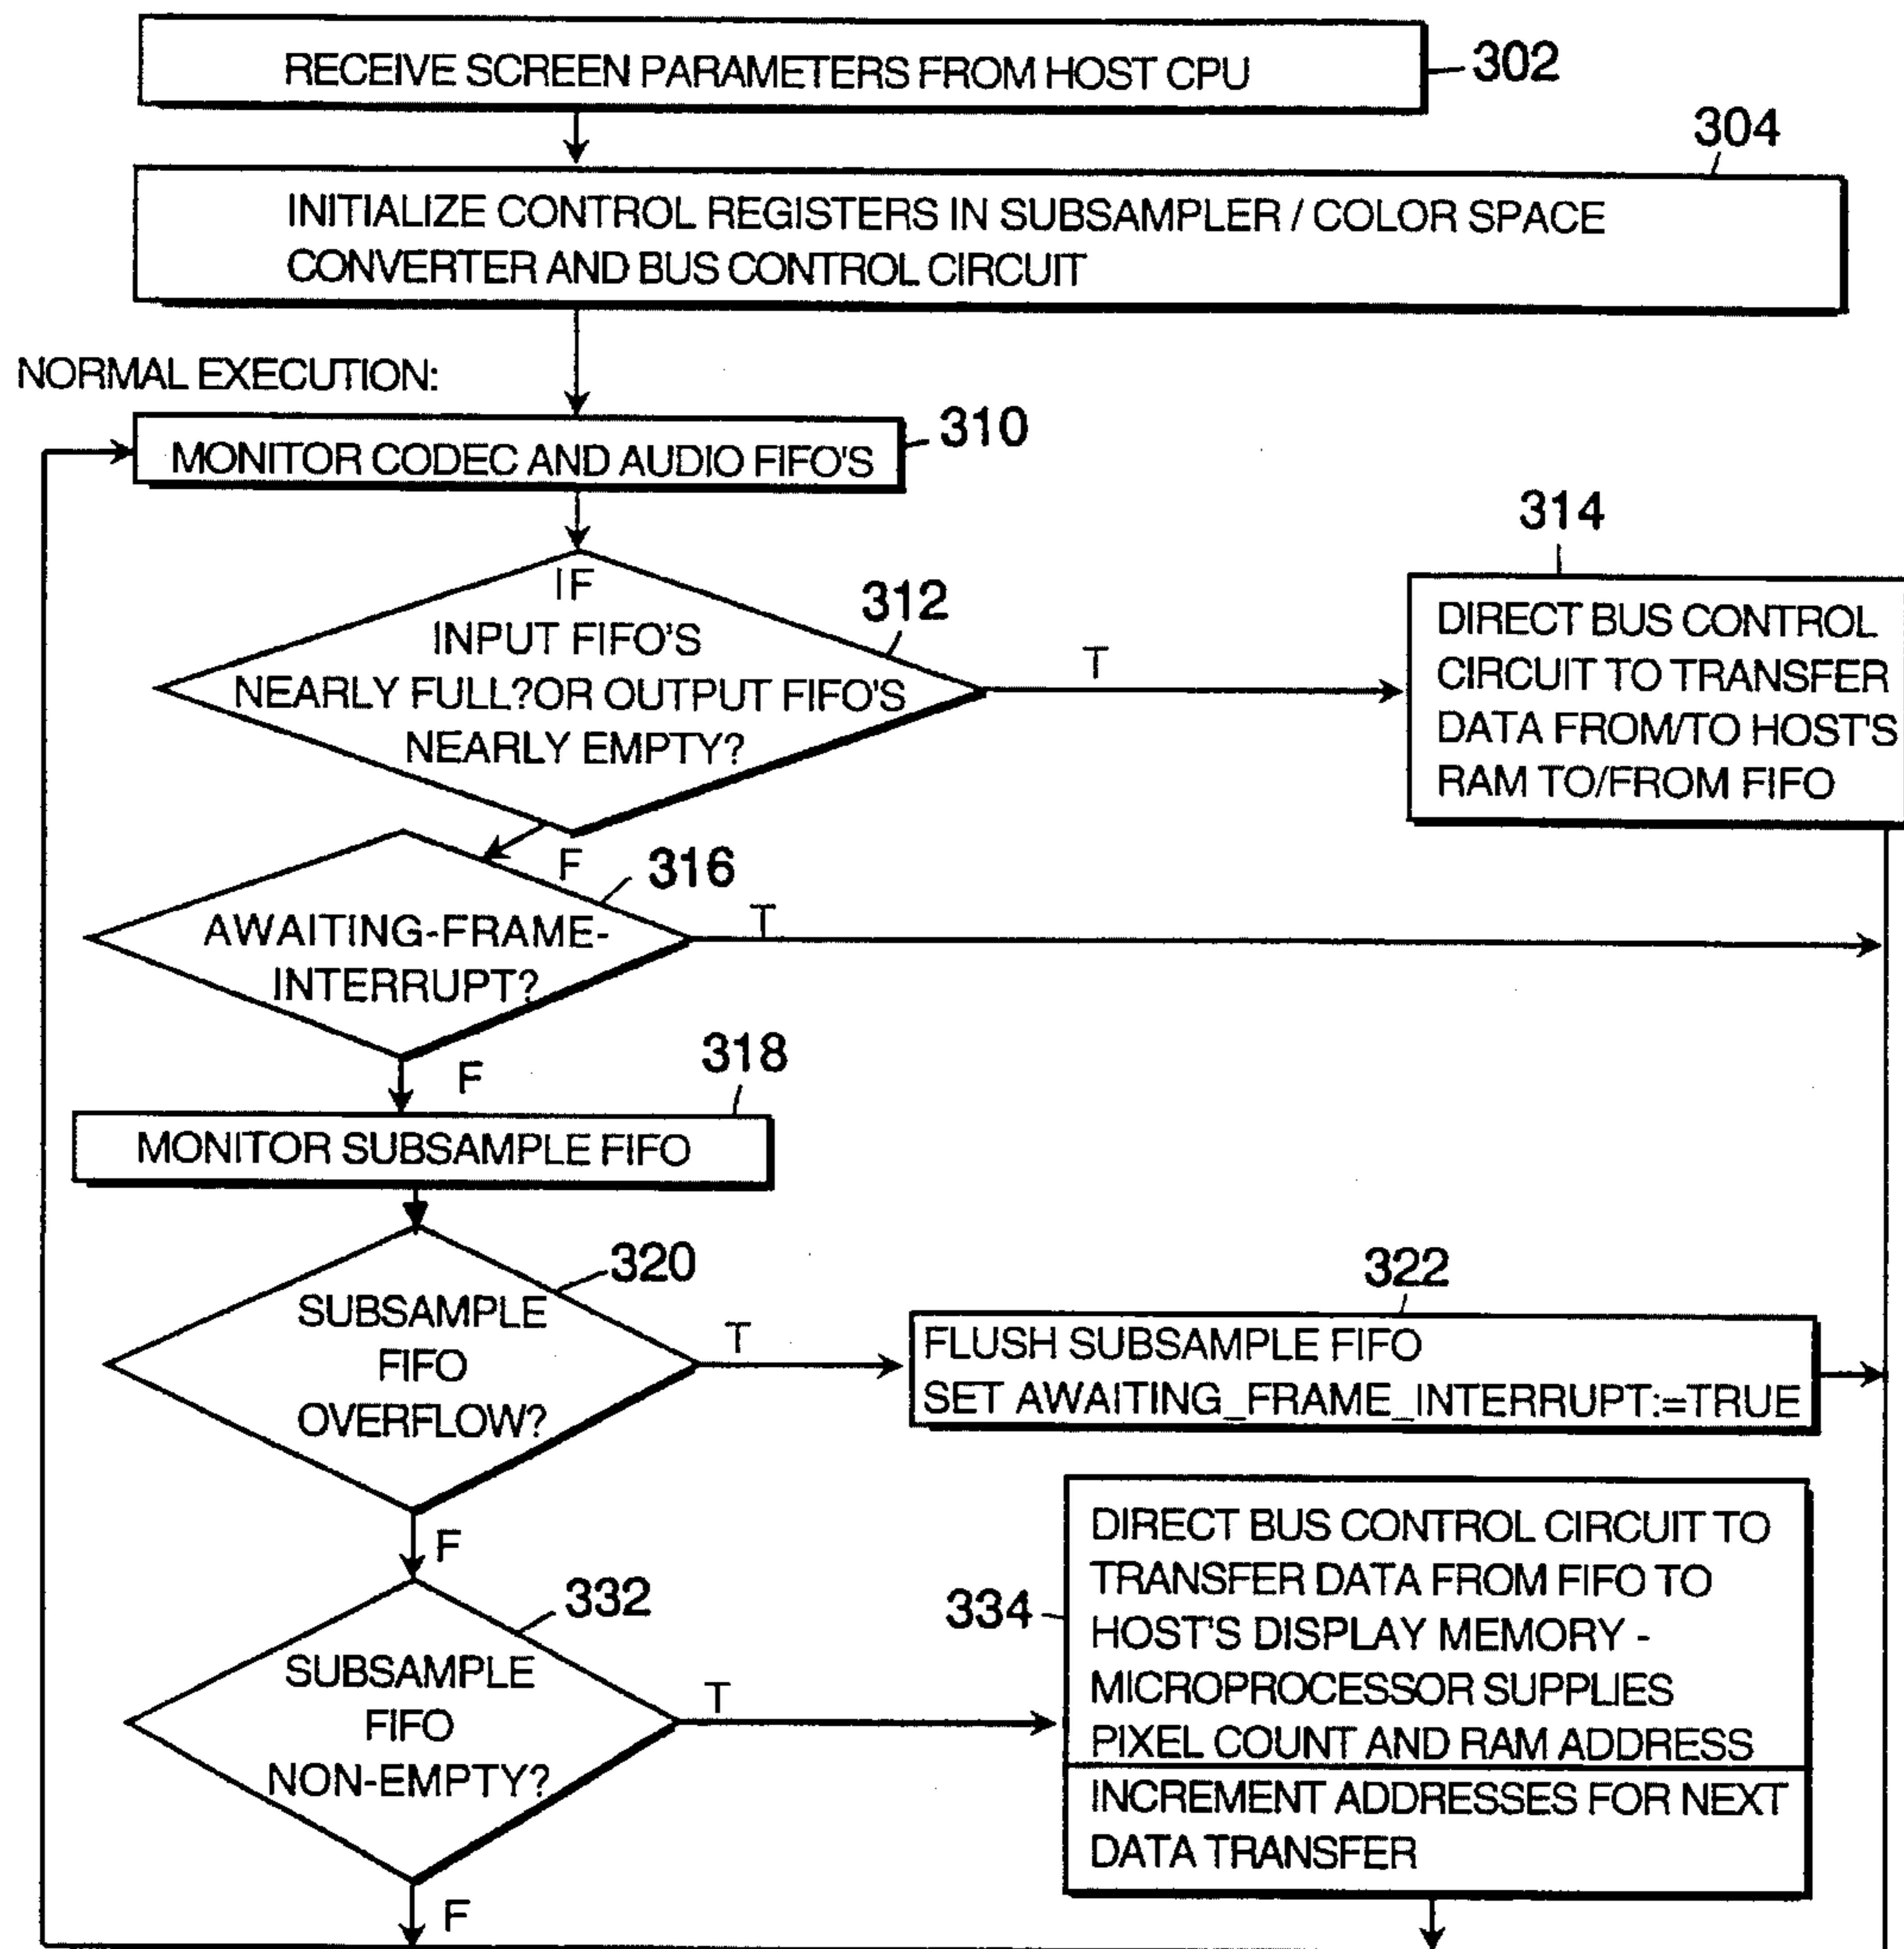 RECEIVE SCREEN PARAMETERS FROM HOST CPU
302
304
INITIALIZE CONTROL REGISTERS IN SUBSAMPLER / COLOR SPACE
CONVERTER AND BUS CONTROL CIRCUIT
NORMAL EXECUTION:
310
MONITOR CODEC AND AUDIO FIFO'S
312
IF
INPUT FIFO'S
NEARLY FULL?OR OUTPUT FIFO'S
NEARLY EMPTY?
T
F
314
DIRECT BUS CONTROL
CIRCUIT TO TRANSFER
DATA FROM/TO HOST'S
RAM TO/FROM FIFO
316
AWAITING-FRAME-
INTERRUPT?
T
F
318
MONITOR SUBSAMPLE FIFO
320
SUBSAMPLE
FIFO
OVERFLOW?
T
F
322
FLUSH SUBSAMPLE FIFO
SET AWAITING_FRAME_INTERRUPT:=TRUE
332
SUBSAMPLE
FIFO
NON-EMPTY?
T
F
334
DIRECT BUS CONTROL CIRCUIT TO
TRANSFER DATA FROM FIFO TO
HOST'S DISPLAY MEMORY -
MICROPROCESSOR SUPPLIES
PIXEL COUNT AND RAM ADDRESS
INCREMENT ADDRESSES FOR NEXT
DATA TRANSFER